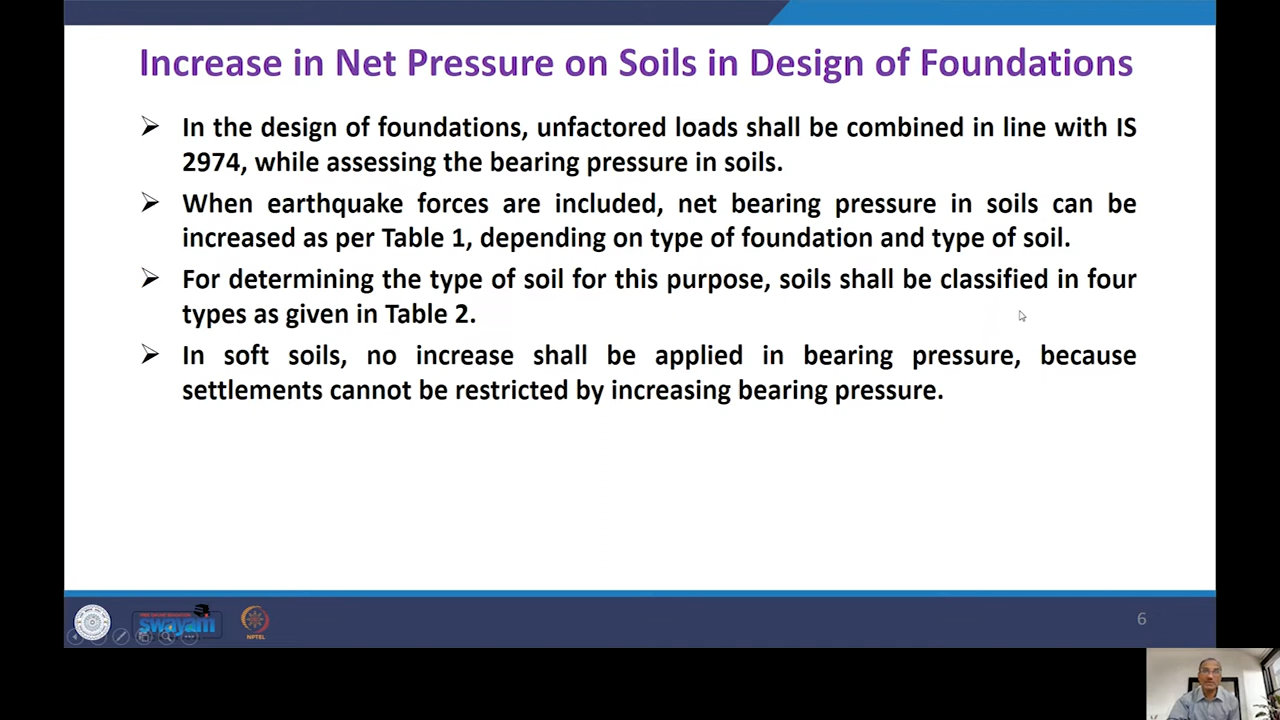 Increase in Net Pressure on Soils in Design of Foundations
In the design of foundations, unfactored loads shall be combined in line with IS
2974, while assessing the bearing pressure in soils.
When earthquake forces are included, net bearing pressure in soils can be
increased as per Table 1, depending on type of foundation and type of soil.
For determining the type of soil for this purpose, soils shall be classified in four
types as given in Table 2.
In soft soils, no increase shall be applied in bearing pressure, because
settlements cannot be restricted by increasing bearing pressure.
swayam
NPTEL
6